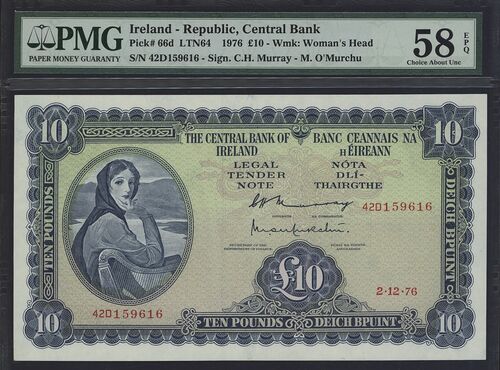 PMG
PAPER MONEY GUARANTY
Ireland - Republic, Central Bank
Pick# 66d LTN64 1976 £10 - Wmk: Woman's Head
S/N 42D159616 - Sign. C.H. Murray - M. O'Murchu
58 EPQ
Choice About Unc
10
10
THE CENTRAL BANK OF
IRELAND
LEGAL
TENDER
NOTE
BANC CEANNAIS NA
hÉIREANN
NÓTA
DLÍ-
THAIRGTHE
42D159616
TEN POUNDS
DEICH BPUINT
£10
2·12·76
42D159616
10
TEN POUNDS
DEICH BPUINT
10